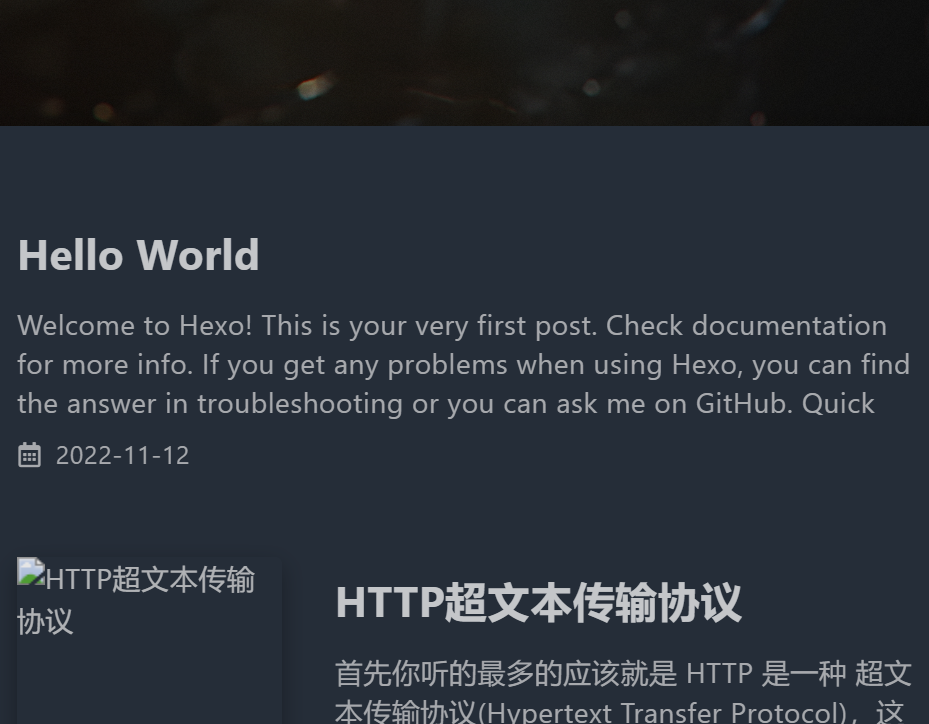 Hello World
Welcome to Hexo! This is your very first post. Check documentation
for more info. If you get any problems when using Hexo, you can find
the answer in troubleshooting or you can ask me on GitHub. Quick
2022-11-12
HTTP超文本传输
协议
HTTP超文本传输协议
首先你听的最多的应该就是 HTTP 是一种 超文
本传输协议(Hypertext Transfer Protocol)，这